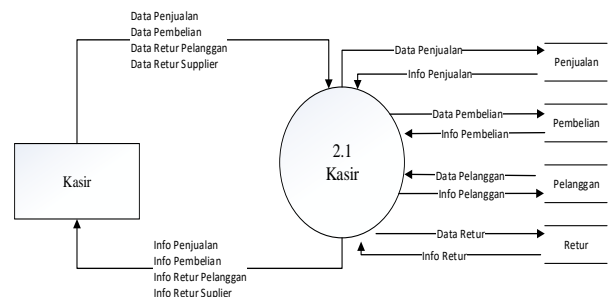 Data Penjualan
Data Pembelian
Data Retur Pelanggan
Data Retur Supplier
Kasir
2.1
Kasir
Data Penjualan
Info Penjualan
Penjualan
Data Pembelian
Info Pembelian
Pembelian
Data Pelanggan
Info Pelanggan
Pelanggan
Data Retur
Info Retur
Retur
Info Penjualan
Info Pembelian
Info Retur Pelanggan
Info Retur Suplier